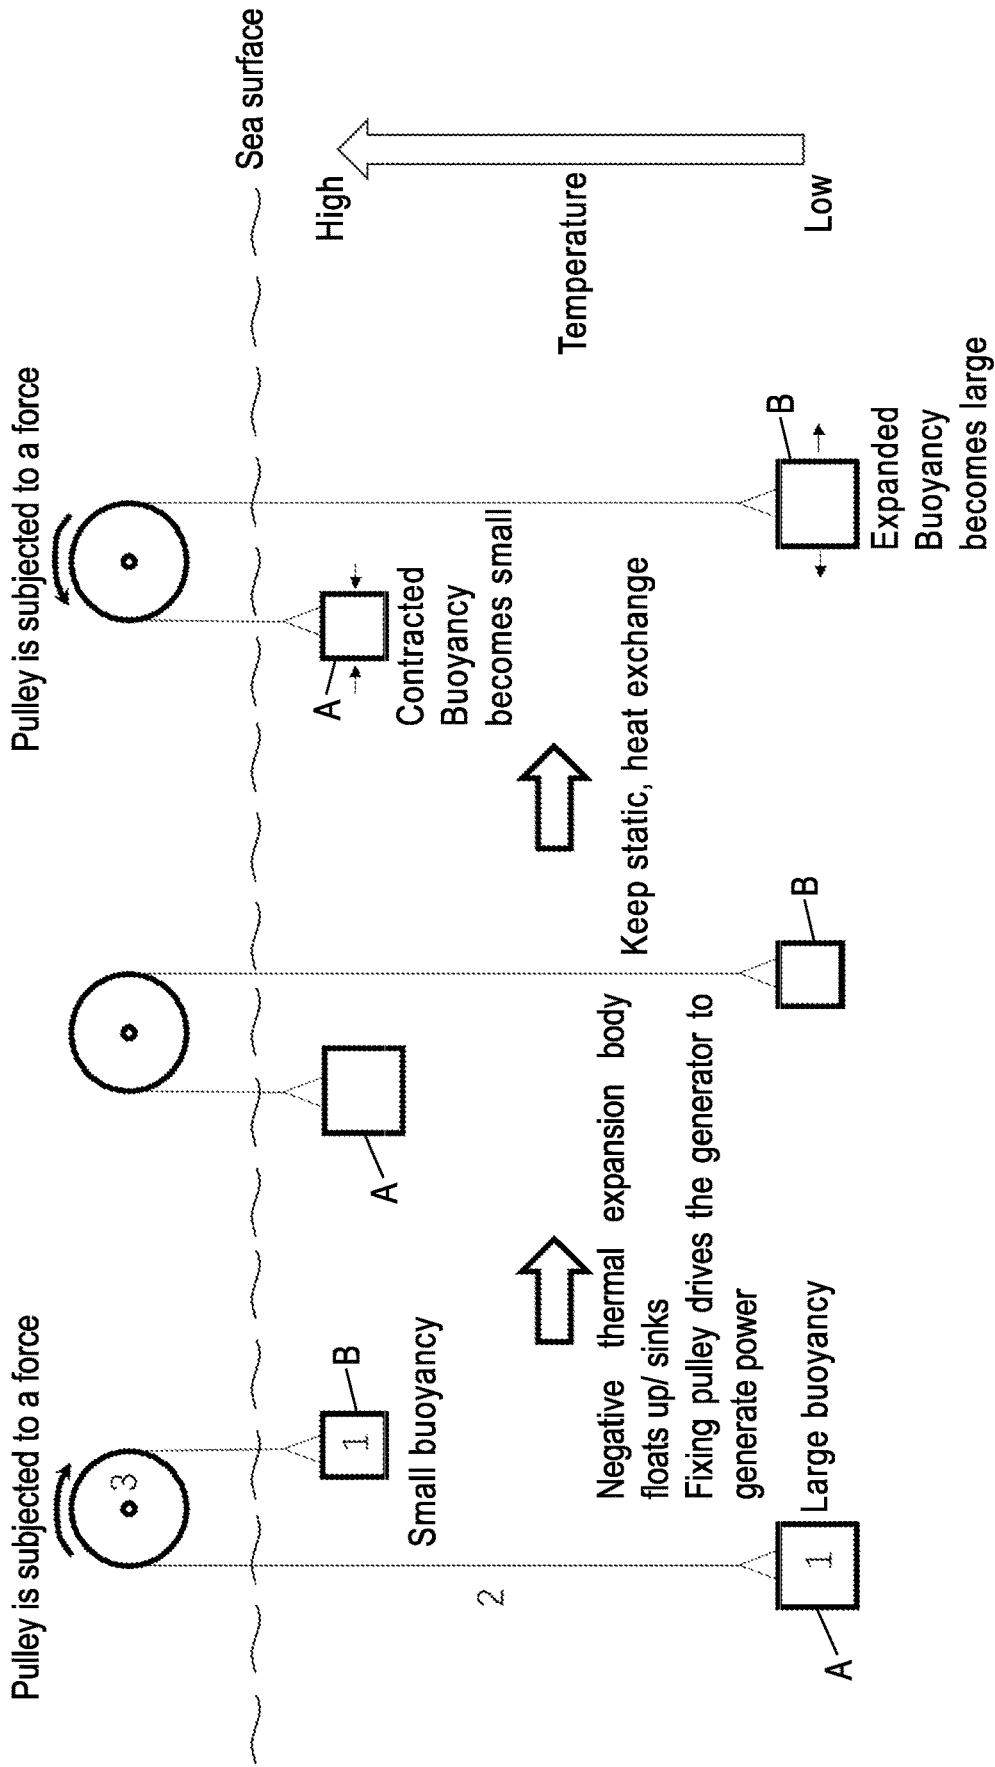 Pulley is subjected to a force
Pulley is subjected to a force
3
Sea surface
B
1
Small buoyancy
A
A
Contracted
Buoyancy
becomes small
High
Temperature
Low
2
Negative thermal expansion body
floats up/ sinks
Fixing pulley drives the generator to
generate power
Keep static, heat exchange
A
1
Large buoyancy
B
B
Expanded
Buoyancy
becomes large